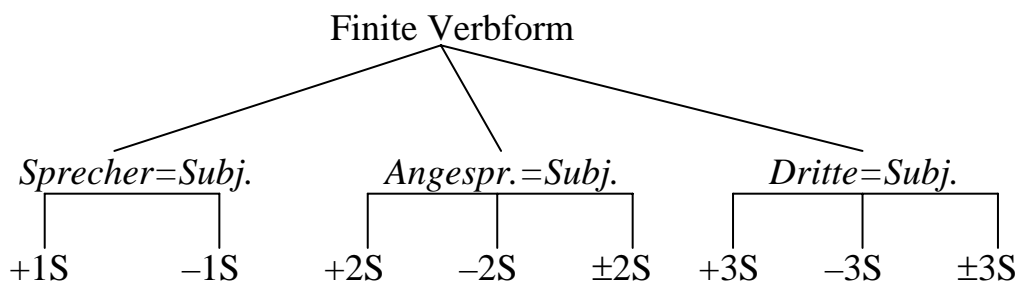 Finite Verbform
Sprecher=Subj. Angespr.=Subj. Dritte=Subj.
+1S –1S +2S –2S ±2S +3S –3S ±3S